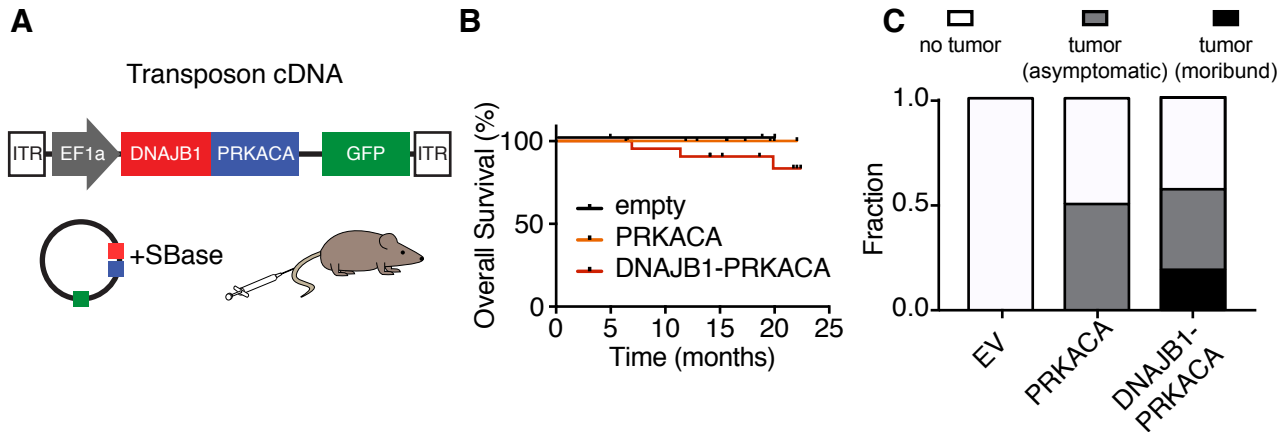 A
Transposon cDNA
ITR EF1a DNAJB1 PRKACA GFP ITR
+SBase
B
Overall Survival (%)
100
50
0
0 5 10 15 20 25
Time (months)
empty
PRKACA
DNAJB1-PRKACA
C
no tumor
tumor
(asymptomatic)
tumor
(moribund)
Fraction
1.0
0.5
0.0
EV
PRKACA
DNAJB1-
PRKACA